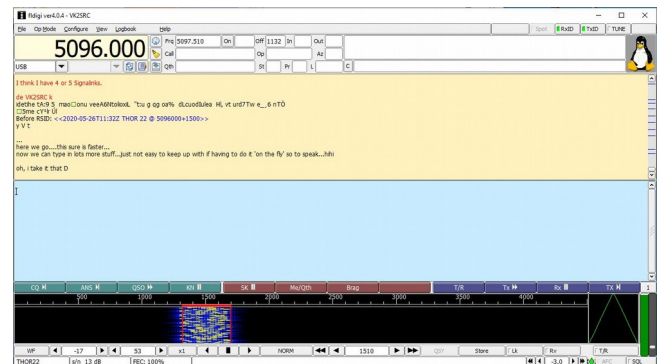 fldigi ver4.0.4 - VK2SRC
File Op Mode Configure View Logbook Help Spot RxID TxID TUNE
5096.000 Frq 5097.510 On Off 1132 In Out
Call Op Az
USB Qth St Pr L C
I think I have 4 or 5 Signalinks.
de VK2SRC k
Before RSID: <<2020-05-26T11:32Z THOR 22 @ 5096000+1500>>
y V t
...
here we go....this sure is faster...
now we can type in lots more stuff...just not easy to keep up with if having to do it 'on the fly' so to speak...hihi
oh, i take it that D
CQ ANS QSO KN SK Me/Qth Brag T/R Tx Rx TX 1
500 1000 1500 2000 2500 3000 3500 4000
WF -17 53 x1 NORM 1510 QSY Store Lk Rv T/R
THOR22 s/n 13 dB FEC: 100% -3.0 AFC SQL